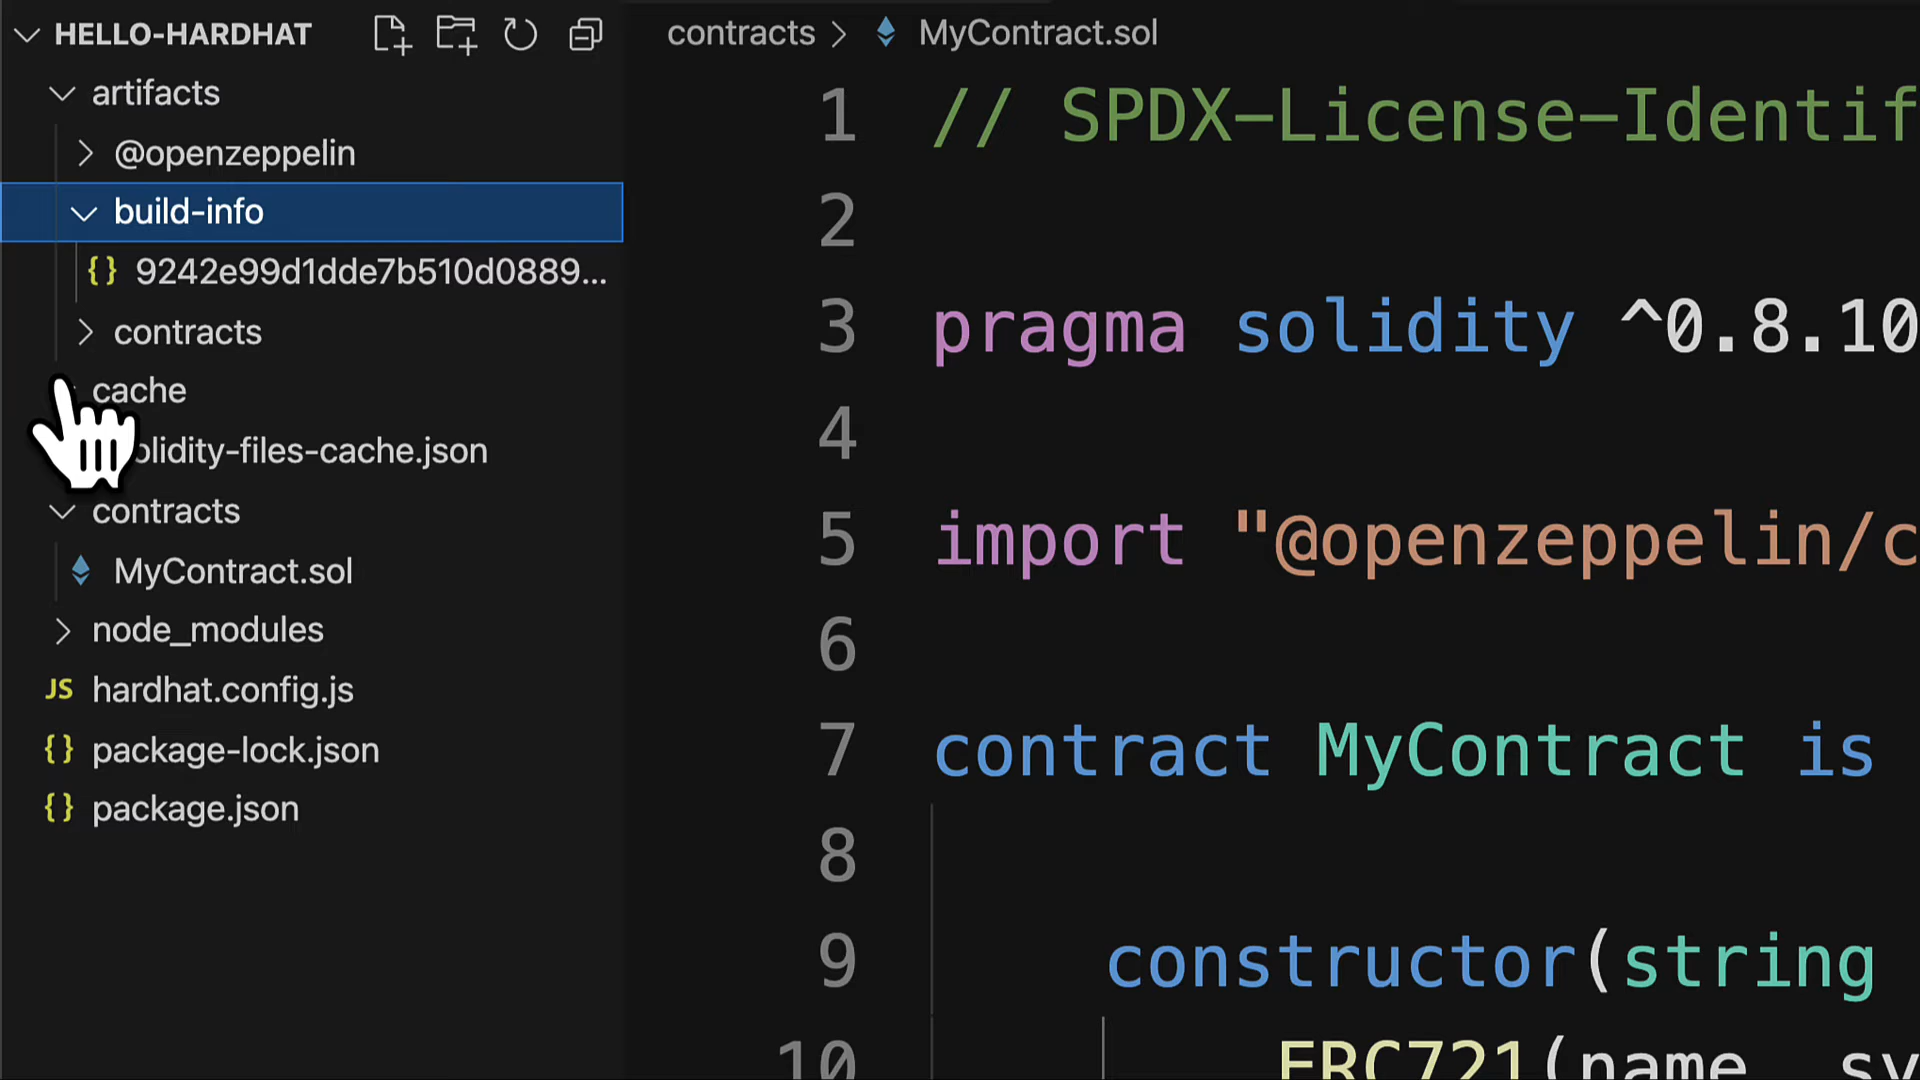 HELLO-HARDHAT
artifacts
@openzeppelin
build-info
{} 9242e99d1dde7b510d0889...
contracts
cache
olidity-files-cache.json
contracts
MyContract.sol
node_modules
JS hardhat.config.js
{} package-lock.json
{} package.json
contracts > MyContract.sol
1 // SPDX-License-Identif
2
3 pragma solidity ^0.8.10
4
5 import "@openzeppelin/c
6
7 contract MyContract is
8
9 constructor(string
10 ERC721(name, sy